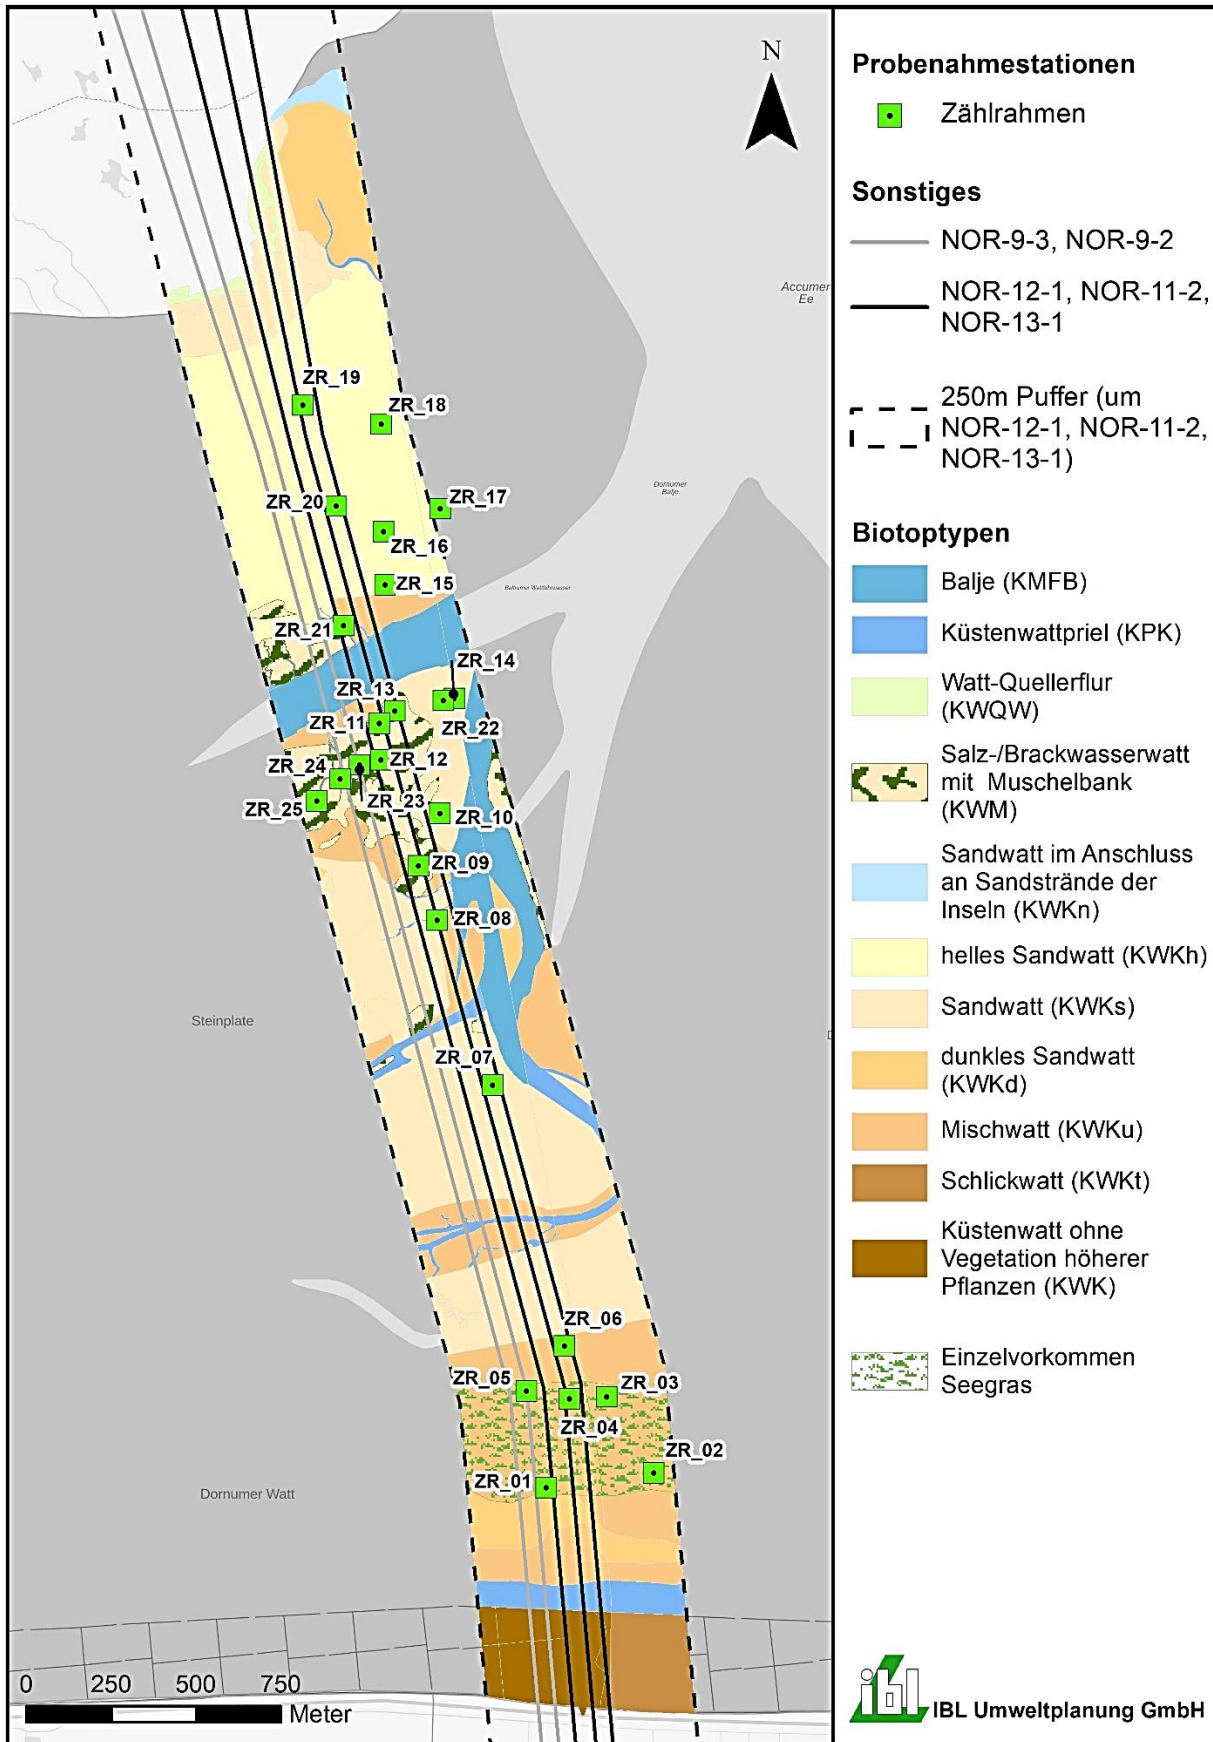 N
Accumer
Ee
ZR_19
ZR_18
Dornumer
Balje
ZR_20
ZR_17
ZR_16
ZR_15
Baltrumer Wattfahrwasser
ZR_21
ZR_14
ZR_13
ZR_11
ZR_22
ZR_12
ZR_24
ZR_23
ZR_25
ZR_10
ZR_09
ZR_08
Steinplate
ZR_07
ZR_06
ZR_05
ZR_03
ZR_04
ZR_02
ZR_01
Dornumer Watt
0 250 500 750
Meter
Probenahmestationen
Zählrahmen
Sonstiges
NOR-9-3, NOR-9-2
NOR-12-1, NOR-11-2,
NOR-13-1
250m Puffer (um
NOR-12-1, NOR-11-2,
NOR-13-1)
Biotoptypen
Balje (KMFB)
Küstenwattpriel (KPK)
Watt-Quellerflur
(KWQW)
Salz-/Brackwasserwatt
mit Muschelbank
(KWM)
Sandwatt im Anschluss
an Sandstrände der
Inseln (KWKn)
helles Sandwatt (KWKh)
Sandwatt (KWKs)
dunkles Sandwatt
(KWKd)
Mischwatt (KWKu)
Schlickwatt (KWKt)
Küstenwatt ohne
Vegetation höherer
Pflanzen (KWK)
Einzelvorkommen
Seegras
ibl
IBL Umweltplanung GmbH